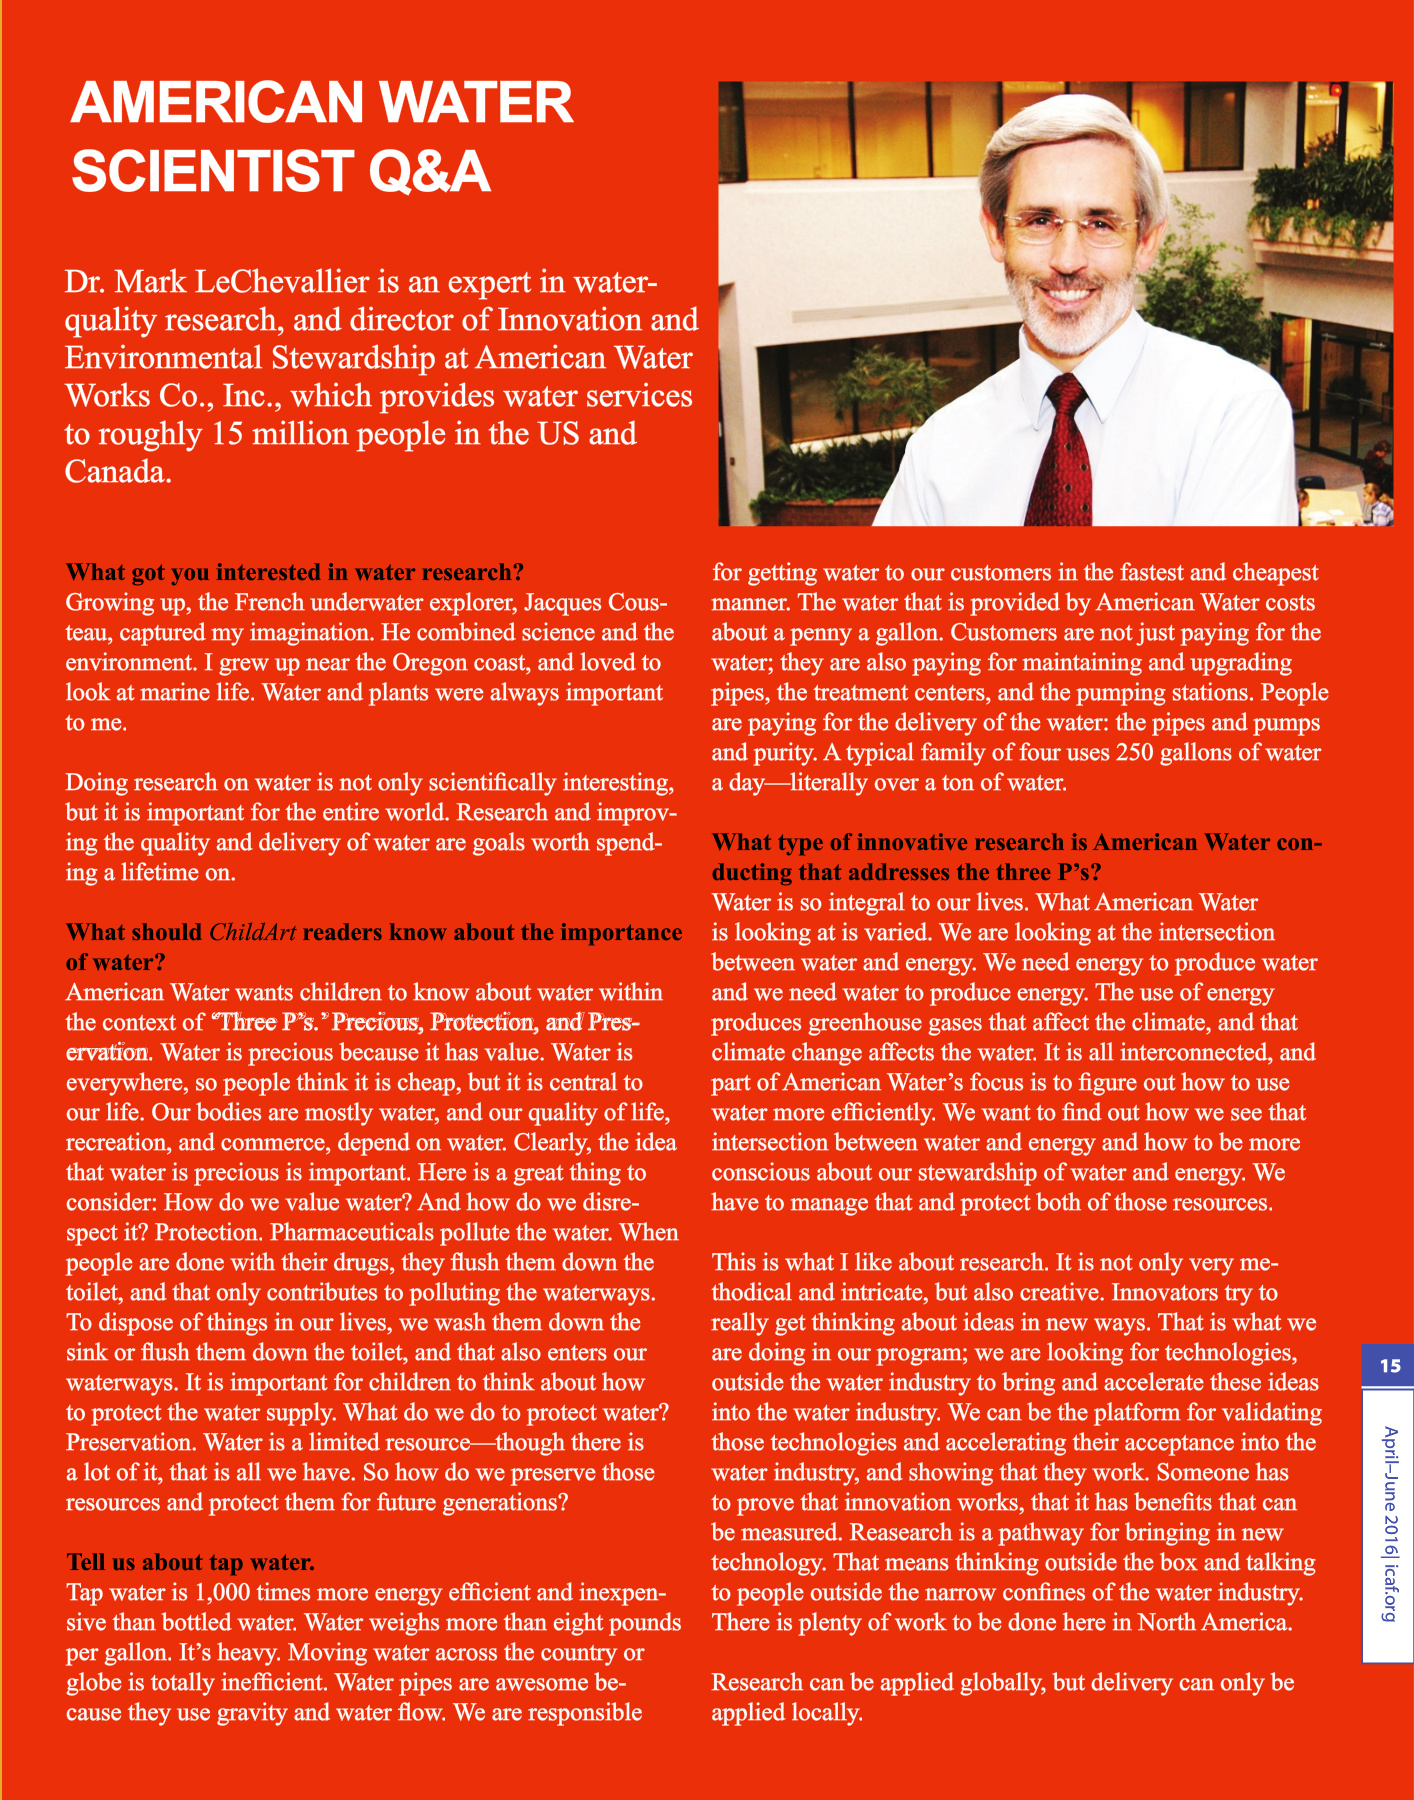 AMERICAN WATER
SCIENTIST Q&A
Dr. Mark LeChevallier is an expert in water-
quality research, and director of Innovation and
Environmental Stewardship at American Water
Works Co., Inc., which provides water services
to roughly 15 million people in the US and
Canada.
What got you interested in water research?
Growing up, the French underwater explorer, Jacques Cous-
teau, captured my imagination. He combined science and the
environment. I grew up near the Oregon coast, and loved to
look at marine life. Water and plants were always important
to me.
Doing research on water is not only scientifically interesting,
but it is important for the entire world. Research and improv-
ing the quality and delivery of water are goals worth spend-
ing a lifetime on.
What should ChildArt readers know about the importance
of water?
American Water wants children to know about water within
the context of “Three P’s.” Precious, Protection, and Pres-
ervation. Water is precious because it has value. Water is
everywhere, so people think it is cheap, but it is central to
our life. Our bodies are mostly water, and our quality of life,
recreation, and commerce, depend on water. Clearly, the idea
that water is precious is important. Here is a great thing to
consider: How do we value water? And how do we disre-
spect it? Protection. Pharmaceuticals pollute the water. When
people are done with their drugs, they flush them down the
toilet, and that only contributes to polluting the waterways.
To dispose of things in our lives, we wash them down the
sink or flush them down the toilet, and that also enters our
waterways. It is important for children to think about how
to protect the water supply. What do we do to protect water?
Preservation. Water is a limited resource—though there is
a lot of it, that is all we have. So how do we preserve those
resources and protect them for future generations?
Tell us about tap water.
Tap water is 1,000 times more energy efficient and inexpen-
sive than bottled water. Water weighs more than eight pounds
per gallon. It’s heavy. Moving water across the country or
globe is totally inefficient. Water pipes are awesome be-
cause they use gravity and water flow. We are responsible
for getting water to our customers in the fastest and cheapest
manner. The water that is provided by American Water costs
about a penny a gallon. Customers are not just paying for the
water; they are also paying for maintaining and upgrading
pipes, the treatment centers, and the pumping stations. People
are paying for the delivery of the water: the pipes and pumps
and purity. A typical family of four uses 250 gallons of water
a day—literally over a ton of water.
What type of innovative research is American Water con-
ducting that addresses the three P’s?
Water is so integral to our lives. What American Water
is looking at is varied. We are looking at the intersection
between water and energy. We need energy to produce water
and we need water to produce energy. The use of energy
produces greenhouse gases that affect the climate, and that
climate change affects the water. It is all interconnected, and
part of American Water’s focus is to figure out how to use
water more efficiently. We want to find out how we see that
intersection between water and energy and how to be more
conscious about our stewardship of water and energy. We
have to manage that and protect both of those resources.
This is what I like about research. It is not only very me-
thodical and intricate, but also creative. Innovators try to
really get thinking about ideas in new ways. That is what we
are doing in our program; we are looking for technologies,
outside the water industry to bring and accelerate these ideas
into the water industry. We can be the platform for validating
those technologies and accelerating their acceptance into the
water industry, and showing that they work. Someone has
to prove that innovation works, that it has benefits that can
be measured. Reasearch is a pathway for bringing in new
technology. That means thinking outside the box and talking
to people outside the narrow confines of the water industry.
There is plenty of work to be done here in North America.
Research can be applied globally, but delivery can only be
applied locally.
15
April–June 2016| icaf.org